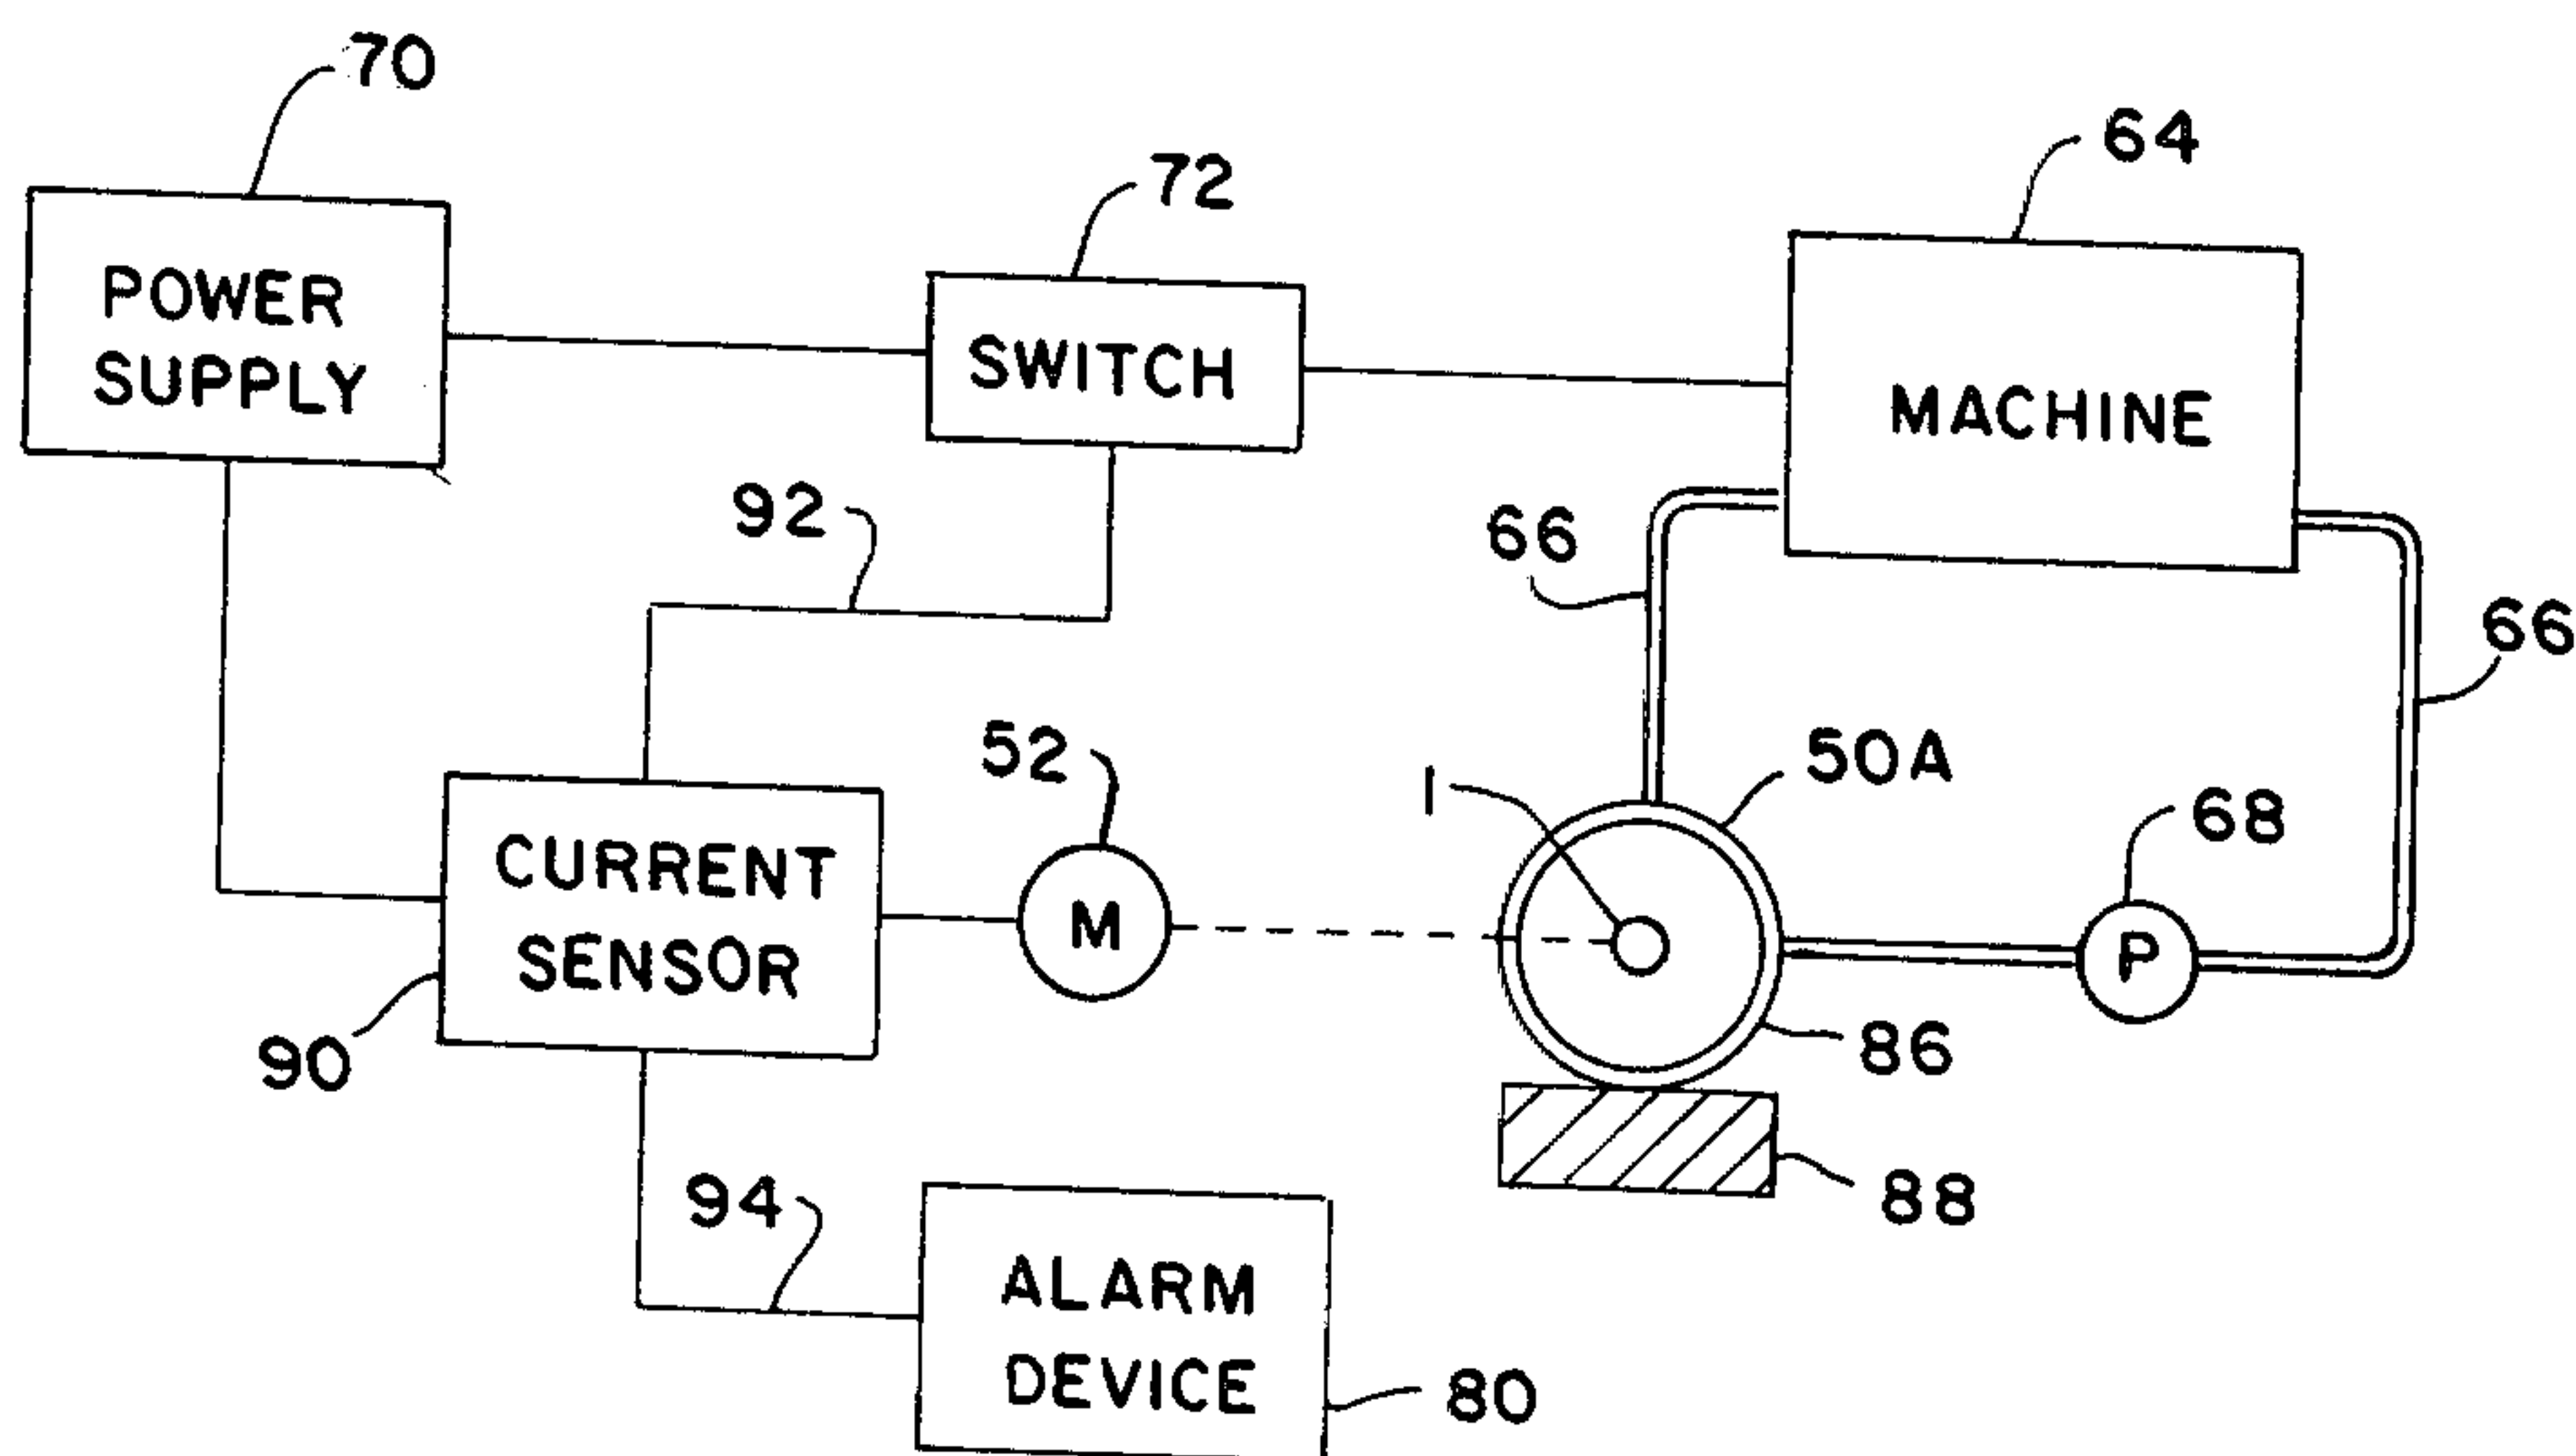 70
72
64
POWER
SUPPLY
SWITCH
MACHINE
92
66
66
52
50A
1
68
CURRENT
SENSOR
M
P
90
86
94
88
ALARM
DEVICE
80